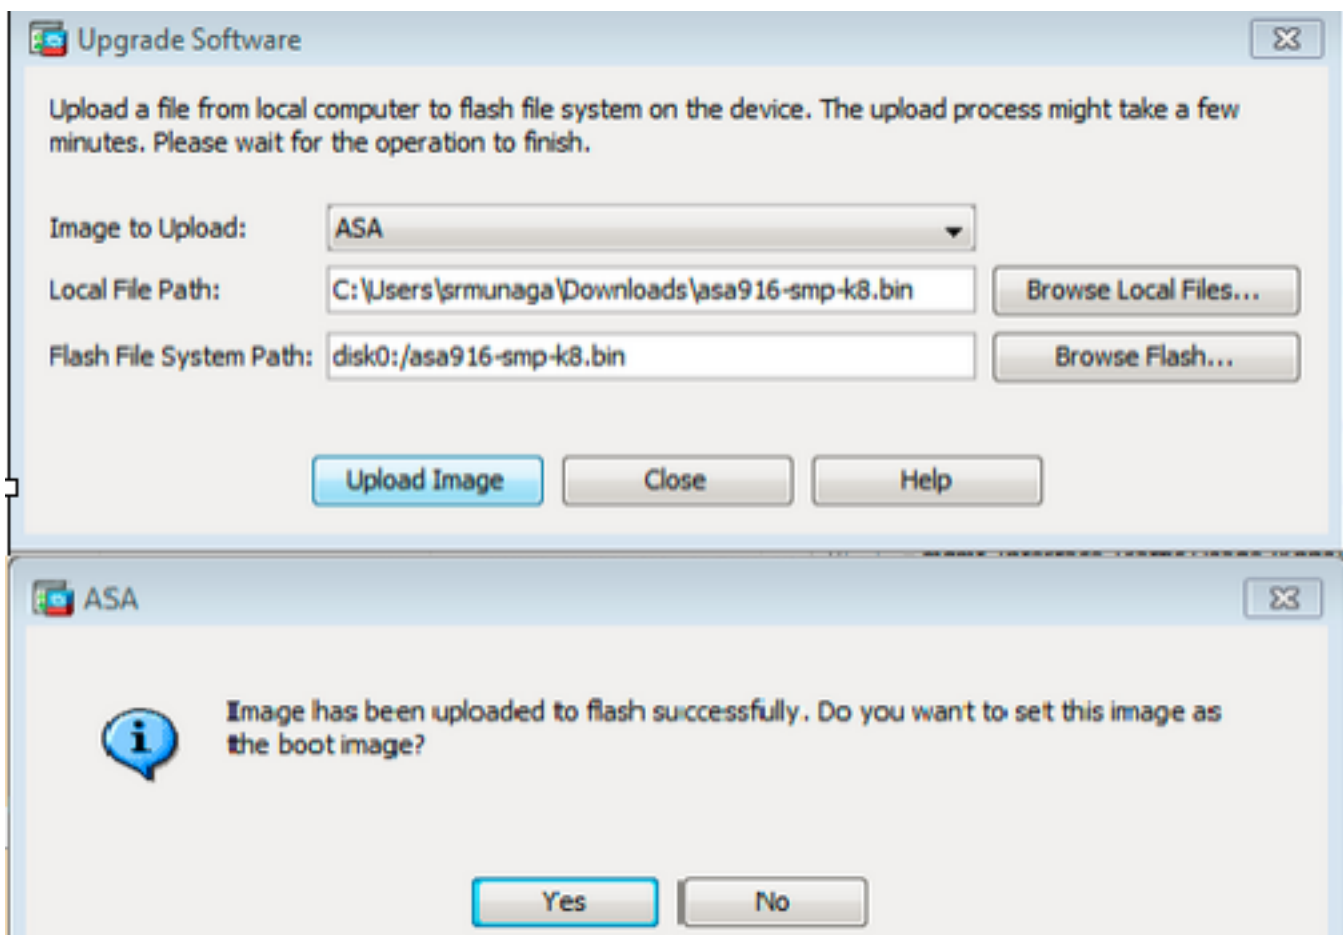 Upgrade Software
Upload a file from local computer to flash file system on the device. The upload process might take a few
minutes. Please wait for the operation to finish.
Image to Upload: ASA
Local File Path: C:\Users\srmunaga\Downloads\asa916-smp-k8.bin Browse Local Files...
Flash File System Path: disk0:/asa916-smp-k8.bin Browse Flash...
Upload Image Close Help
ASA
Image has been uploaded to flash successfully. Do you want to set this image as
the boot image?
Yes No